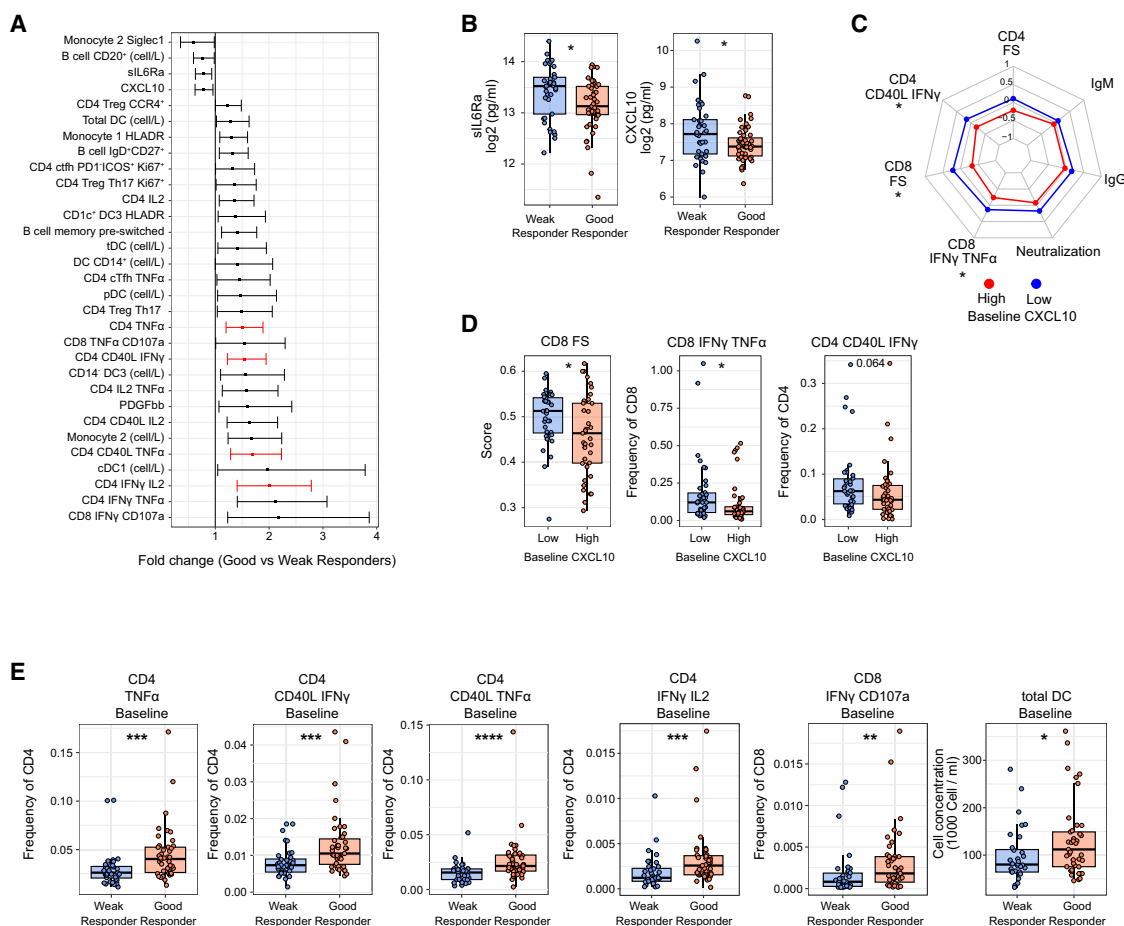 A
Monocyte 2 Siglec1
B cell CD20⁺ (cell/L)
sIL6Ra
CXCL10
CD4 Treg CCR4⁺
Total DC (cell/L)
Monocyte 1 HLADR
B cell IgD⁺CD27⁺
CD4 ctfh PD1⁻ICOS⁺ Ki67⁺
CD4 Treg Th17 Ki67⁺
CD4 IL2
CD1c⁺ DC3 HLADR
B cell memory pre-switched
tDC (cell/L)
DC CD14⁺ (cell/L)
CD4 cTfh TNFα
pDC (cell/L)
CD4 Treg Th17
CD4 TNFα
CD8 TNFα CD107a
CD4 CD40L IFNγ
CD14⁻ DC3 (cell/L)
CD4 IL2 TNFα
PDGFbb
CD4 CD40L IL2
Monocyte 2 (cell/L)
CD4 CD40L TNFα
cDC1 (cell/L)
CD4 IFNγ IL2
CD4 IFNγ TNFα
CD8 IFNγ CD107a
1 2 3 4
Fold change (Good vs Weak Responders)
B
sIL6Ra
log2 (pg/ml)
14
13
12
*
Weak Good
Responder Responder
CXCL10
log2 (pg/ml)
10
9
8
7
6
*
Weak Good
Responder Responder
C
CD4
FS
1
0.5
0
0.5
−1
IgM
IgG
Neutralization
CD8
IFNγ TNFα
*
CD8
FS
*
CD4
CD40L IFNγ
*
High Low
Baseline CXCL10
D
CD8 FS
Score
0.6
0.5
0.4
0.3
*
Low High
Baseline CXCL10
CD8 IFNγ TNFα
Frequency of CD8
1.00
0.75
0.50
0.25
0.00
*
Low High
Baseline CXCL10
CD4 CD40L IFNγ
Frequency of CD4
0.3
0.2
0.1
0.0
0.064
Low High
Baseline CXCL10
E
CD4
TNFα
Baseline
Frequency of CD4
0.15
0.10
0.05
***
Weak Good
Responder Responder
CD4
CD40L IFNγ
Baseline
Frequency of CD4
0.04
0.03
0.02
0.01
0.00
***
Weak Good
Responder Responder
CD4
CD40L TNFα
Baseline
Frequency of CD4
0.15
0.10
0.05
0.00
****
Weak Good
Responder Responder
CD4
IFNγ IL2
Baseline
Frequency of CD4
0.015
0.010
0.005
0.000
***
Weak Good
Responder Responder
CD8
IFNγ CD107a
Baseline
Frequency of CD8
0.015
0.010
0.005
0.000
**
Weak Good
Responder Responder
total DC
Baseline
Cell concentration
(1000 Cell / ml)
300
200
100
*
Weak Good
Responder Responder